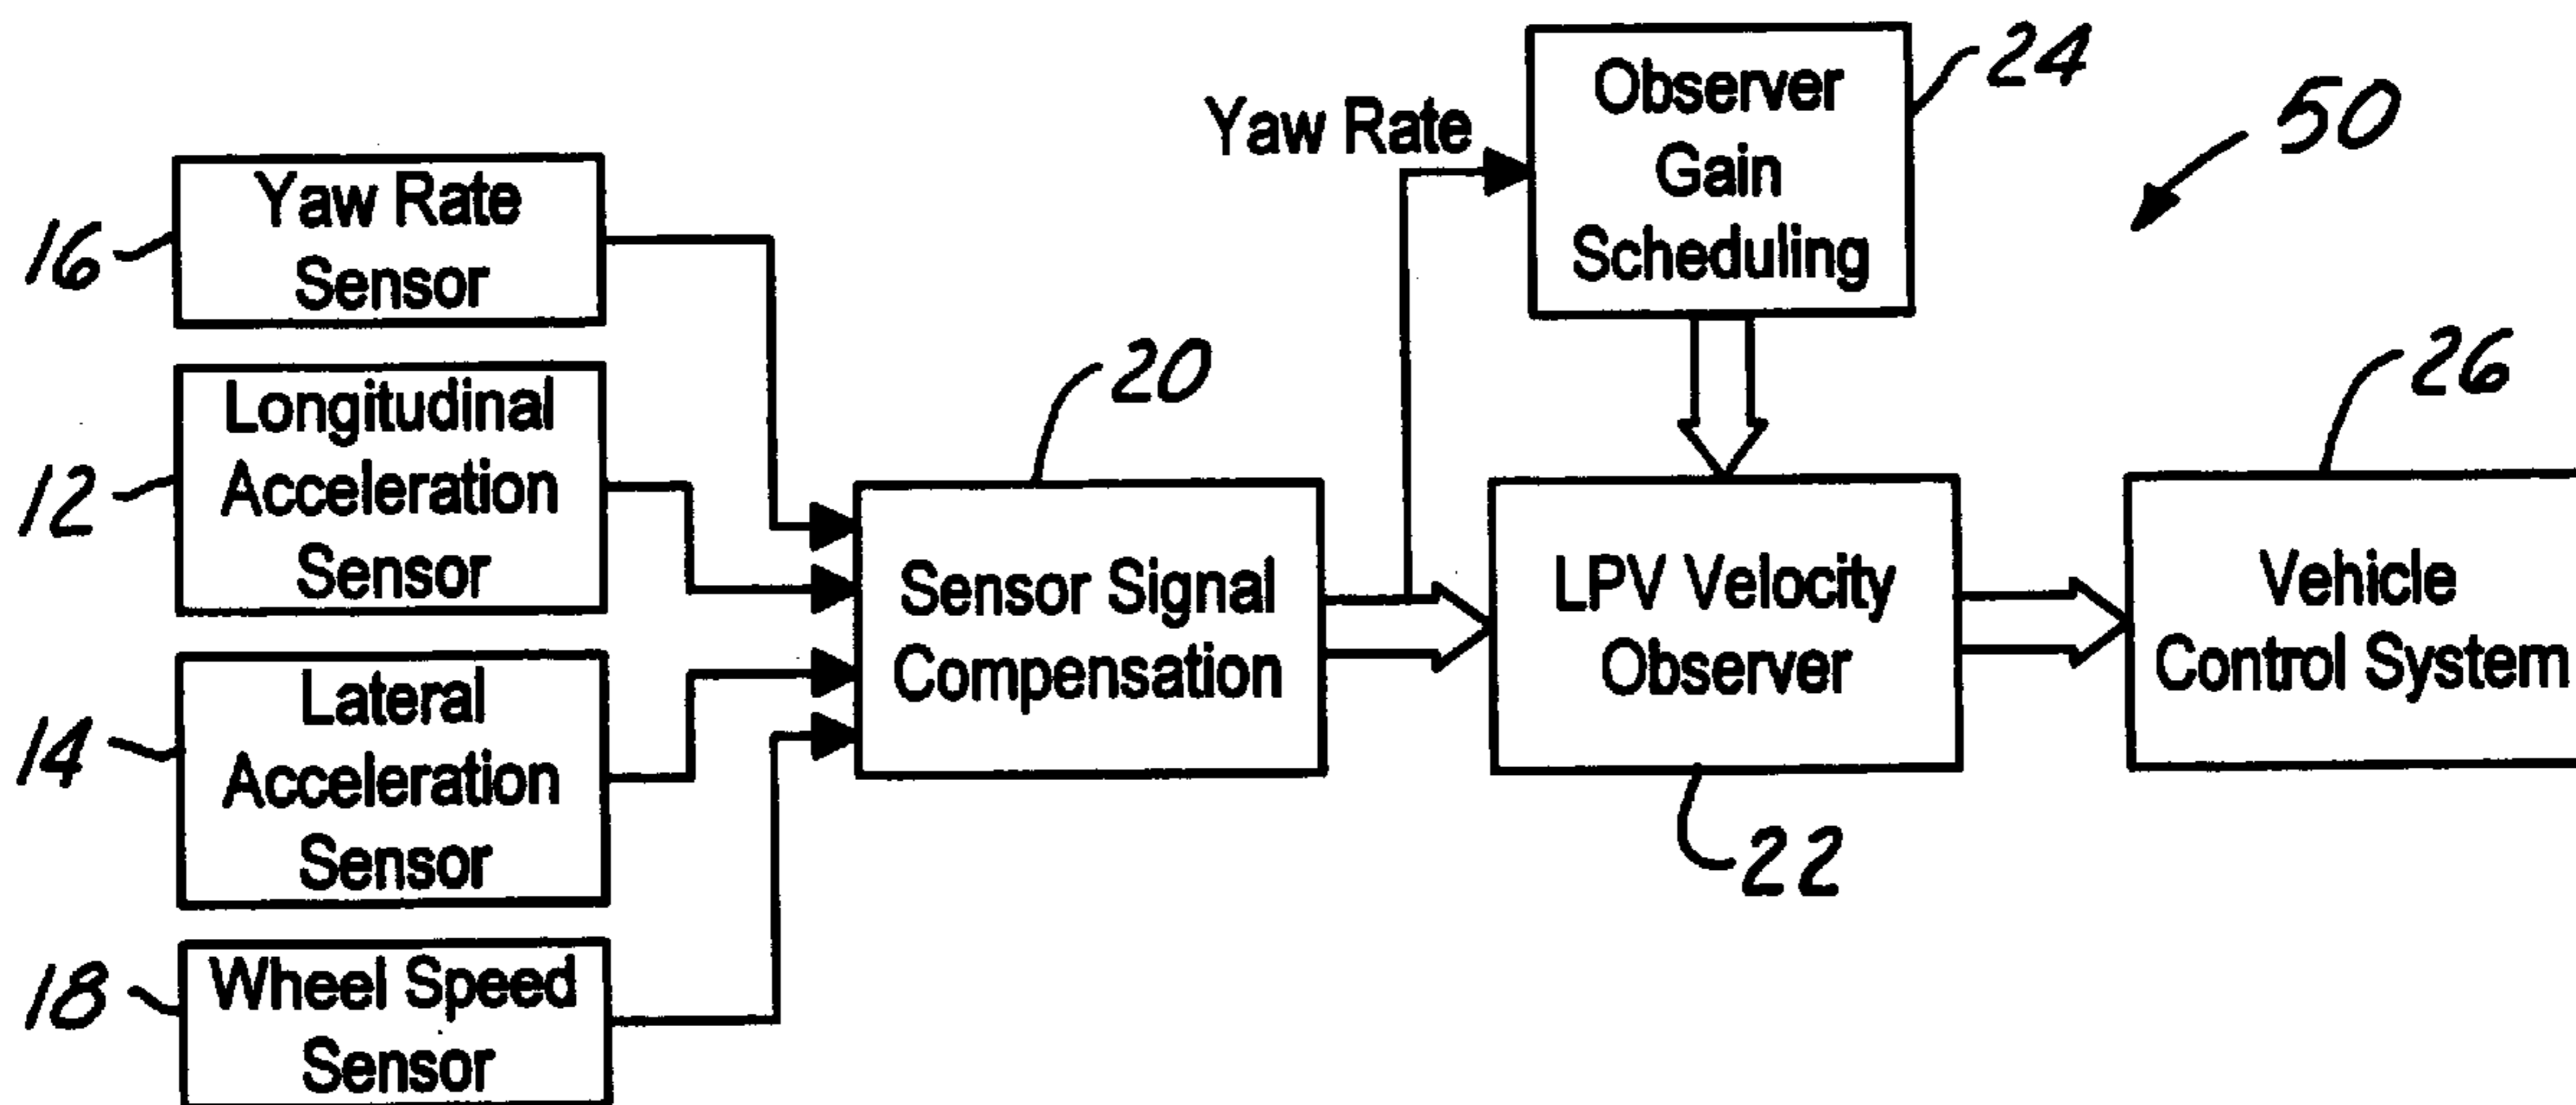 16
Yaw Rate
Sensor
12
Longitudinal
Acceleration
Sensor
14
Lateral
Acceleration
Sensor
18
Wheel Speed
Sensor
20
Sensor Signal
Compensation
Yaw Rate
24
Observer
Gain
Scheduling
50
22
LPV Velocity
Observer
26
Vehicle
Control System